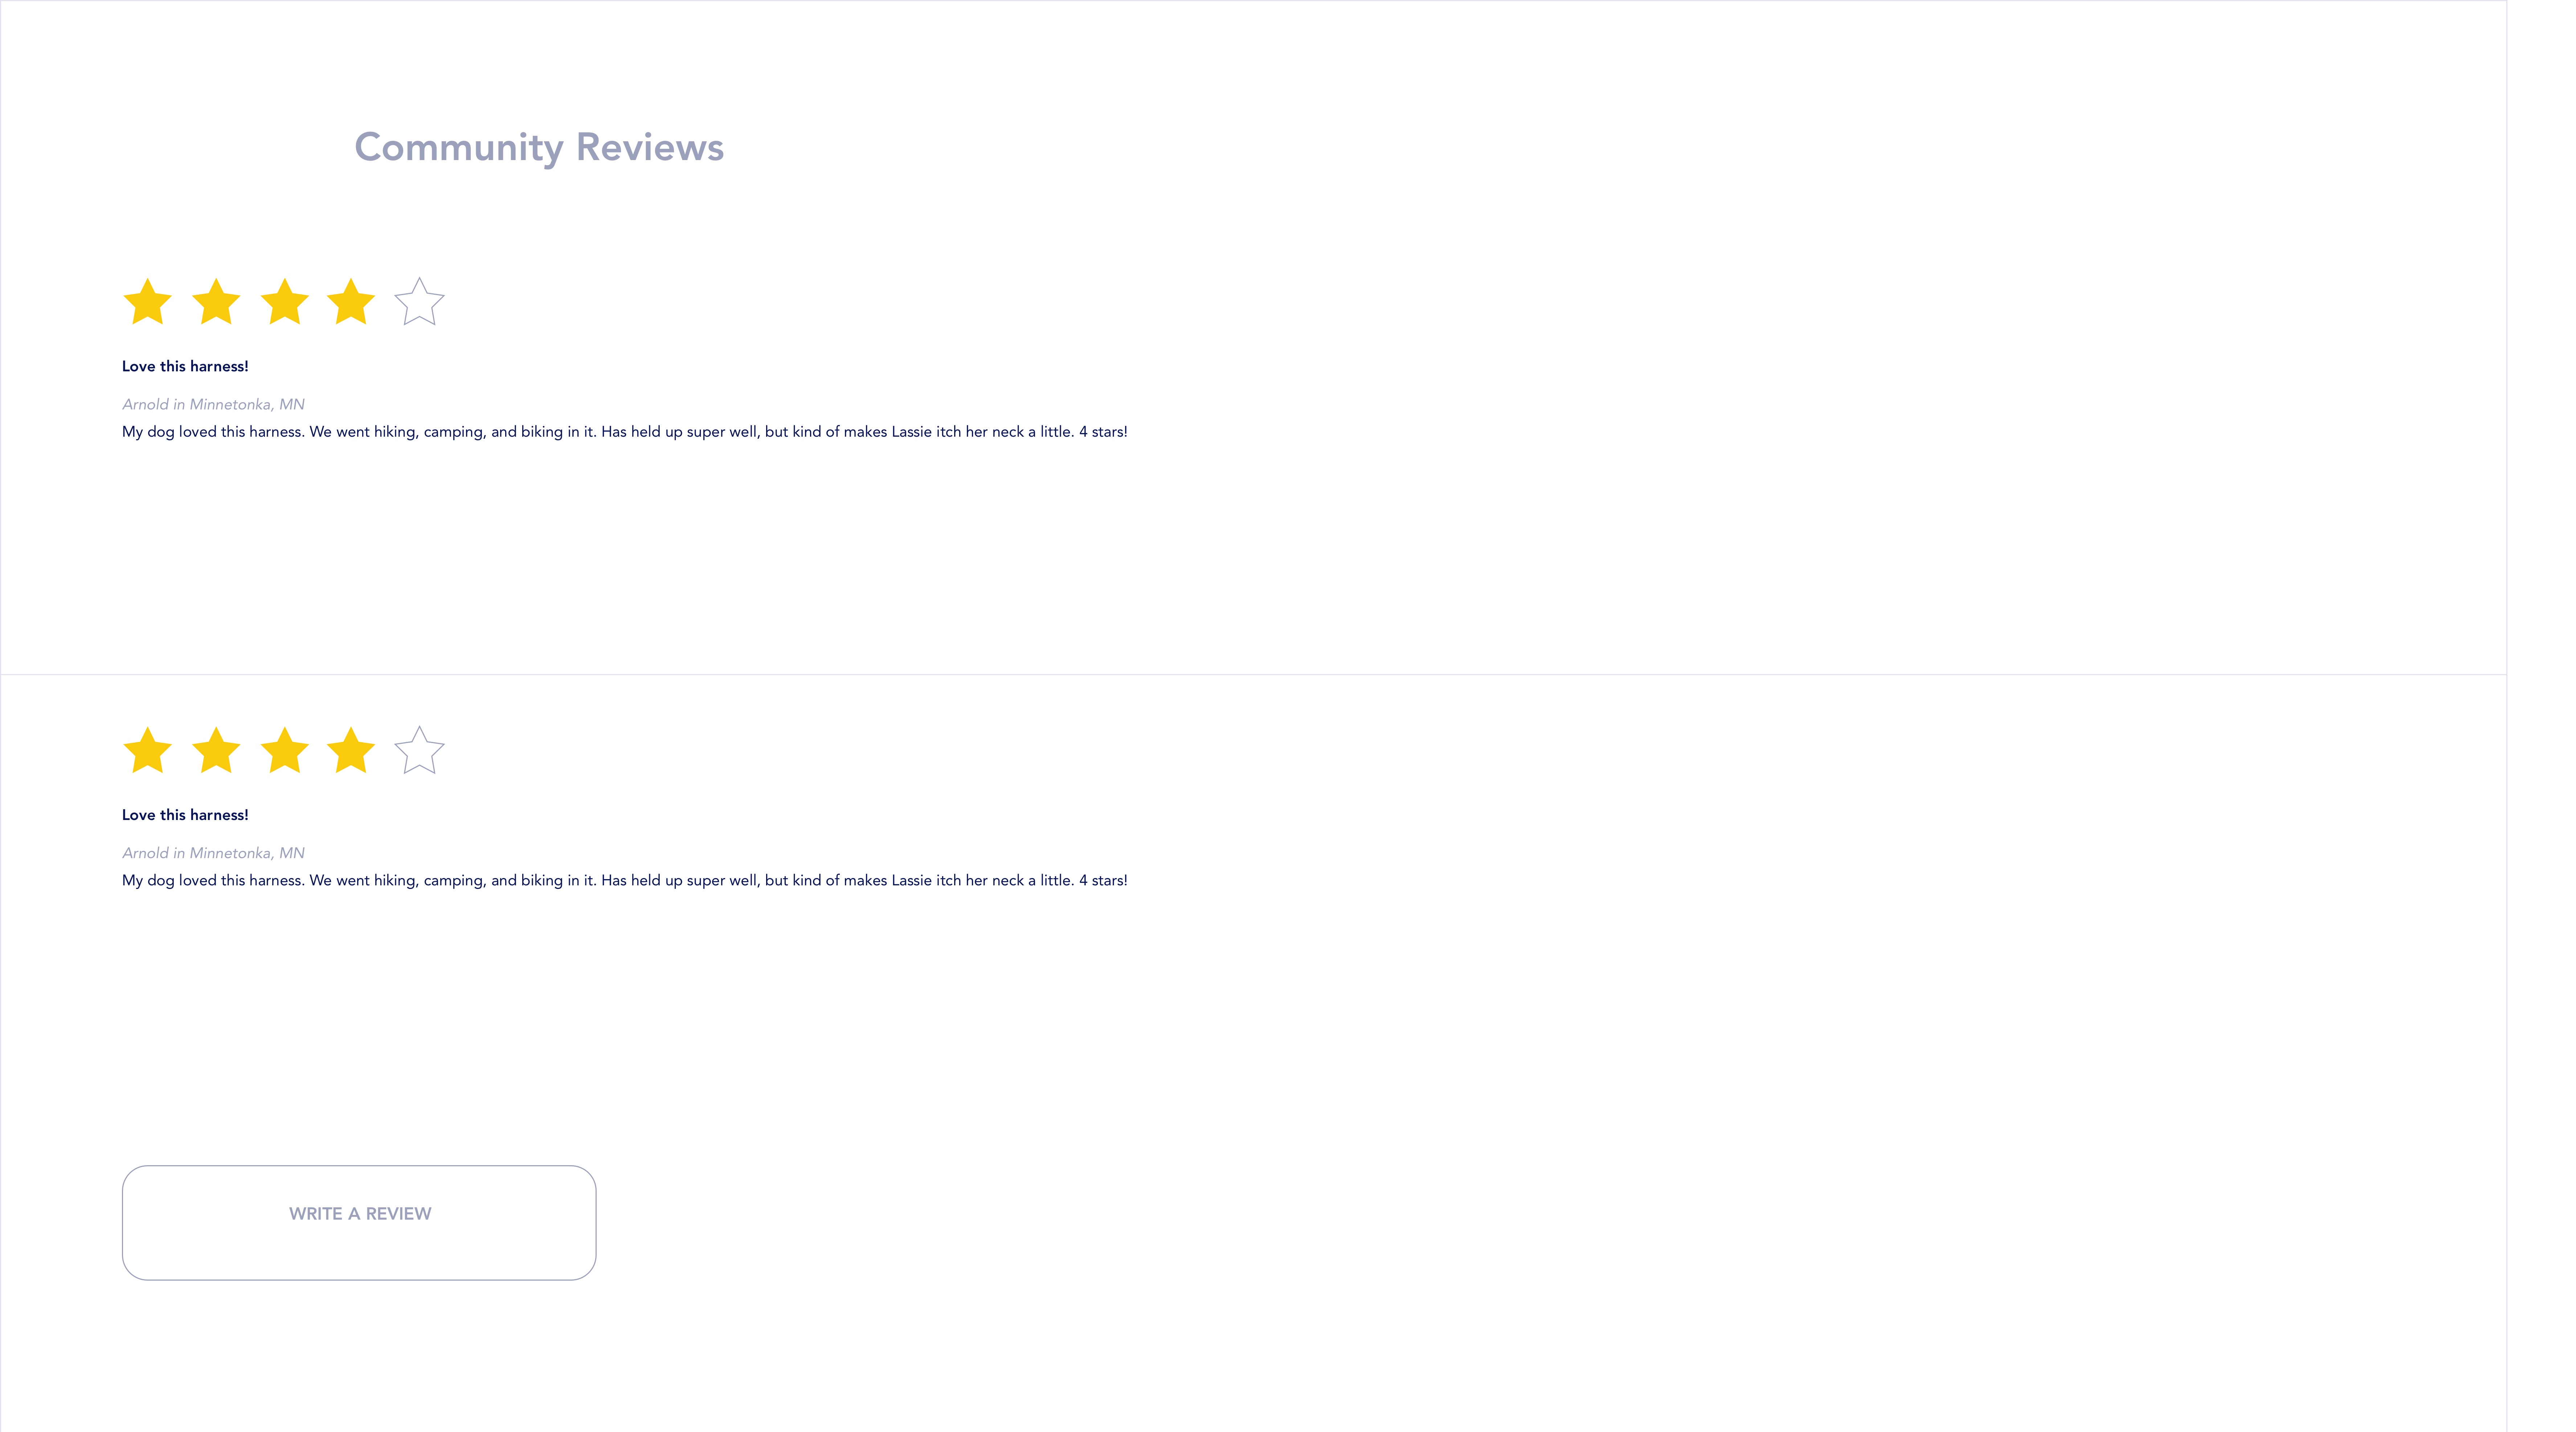 Community Reviews
Love this harness!
Arnold in Minnetonka, MN
My dog loved this harness. We went hiking, camping, and biking in it. Has held up super well, but kind of makes Lassie itch her neck a little. 4 stars!
Love this harness!
Arnold in Minnetonka, MN
My dog loved this harness. We went hiking, camping, and biking in it. Has held up super well, but kind of makes Lassie itch her neck a little. 4 stars!
WRITE A REVIEW